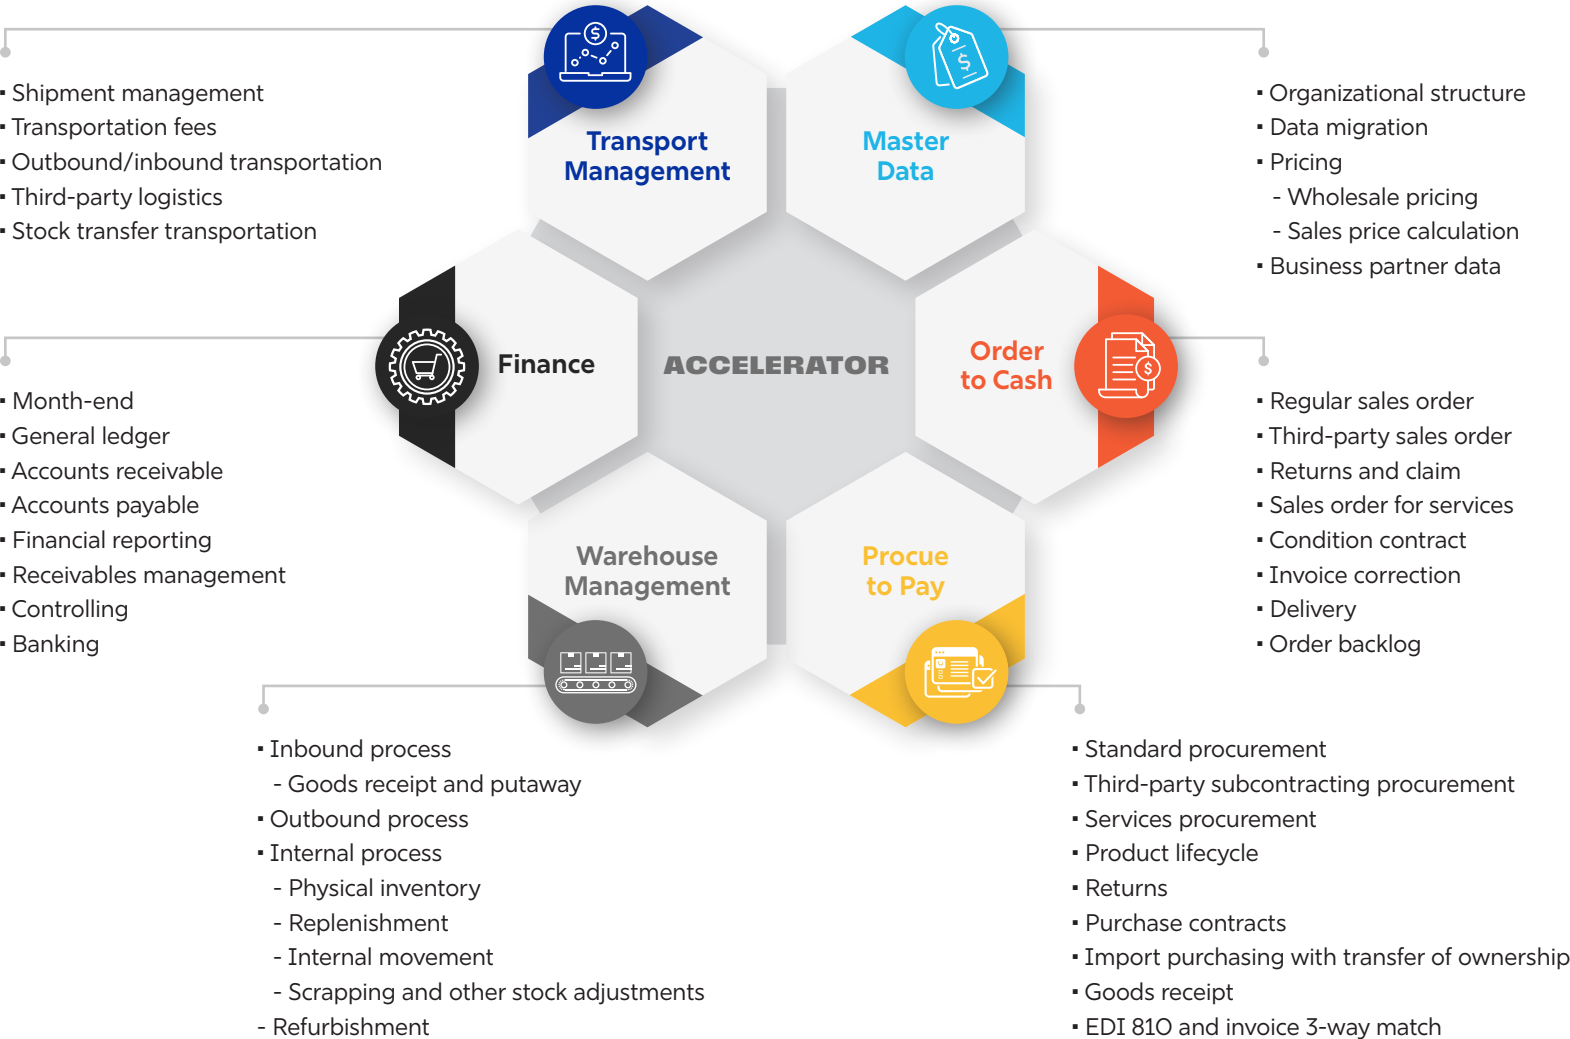 Transport
Management
▪ Shipment management
▪ Transportation fees
▪ Outbound/inbound transportation
▪ Third-party logistics
▪ Stock transfer transportation
Master
Data
▪ Organizational structure
▪ Data migration
▪ Pricing
- Wholesale pricing
- Sales price calculation
▪ Business partner data
Finance
▪ Month-end
▪ General ledger
▪ Accounts receivable
▪ Accounts payable
▪ Financial reporting
▪ Receivables management
▪ Controlling
▪ Banking
ACCELERATOR
Order
to Cash
▪ Regular sales order
▪ Third-party sales order
▪ Returns and claim
▪ Sales order for services
▪ Condition contract
▪ Invoice correction
▪ Delivery
▪ Order backlog
Warehouse
Management
▪ Inbound process
- Goods receipt and putaway
▪ Outbound process
▪ Internal process
- Physical inventory
- Replenishment
- Internal movement
- Scrapping and other stock adjustments
- Refurbishment
Procue
to Pay
▪ Standard procurement
▪ Third-party subcontracting procurement
▪ Services procurement
▪ Product lifecycle
▪ Returns
▪ Purchase contracts
▪ Import purchasing with transfer of ownership
▪ Goods receipt
▪ EDI 810 and invoice 3-way match